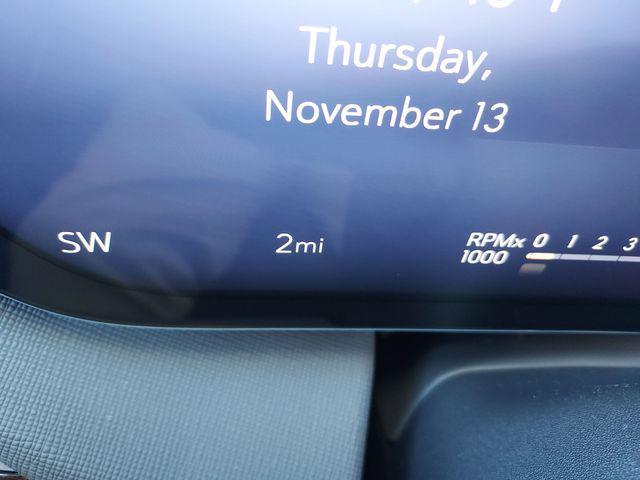 Thursday,
November 13
SW 2mi RPMx 0 1 2 3
1000